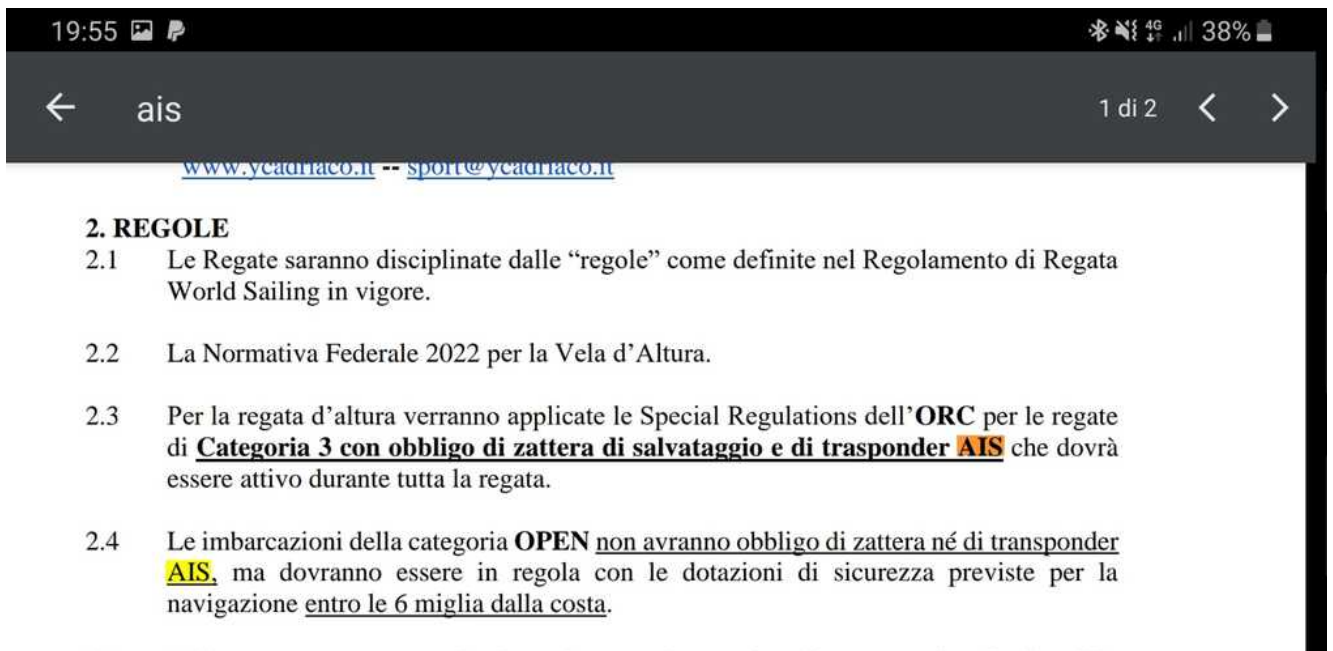 19:55 4G 38%
ais 1 di 2
www.ycadriaco.it -- sport@ycadriaco.it
2. REGOLE
2.1 Le Regate saranno disciplinate dalle “regole” come definite nel Regolamento di Regata
World Sailing in vigore.
2.2 La Normativa Federale 2022 per la Vela d’Altura.
2.3 Per la regata d’altura verranno applicate le Special Regulations dell’ORC per le regate
di Categoria 3 con obbligo di zattera di salvataggio e di trasponder AIS che dovrà
essere attivo durante tutta la regata.
2.4 Le imbarcazioni della categoria OPEN non avranno obbligo di zattera né di transponder
AIS, ma dovranno essere in regola con le dotazioni di sicurezza previste per la
navigazione entro le 6 miglia dalla costa.